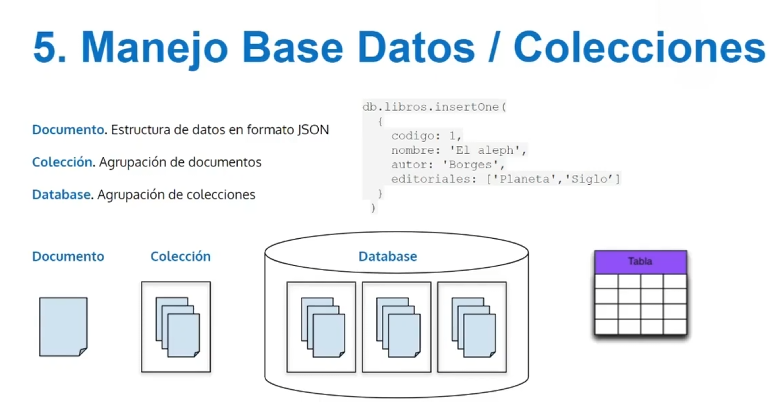 5. Manejo Base Datos / Colecciones
Documento. Estructura de datos en formato JSON
Colección. Agrupación de documentos
Database. Agrupación de colecciones
db.libros.insertOne(
{
codigo: 1,
nombre: 'El aleph',
autor: 'Borges',
editoriales: ['Planeta','Siglo’]
}
)
Documento
Colección
Database
Tabla